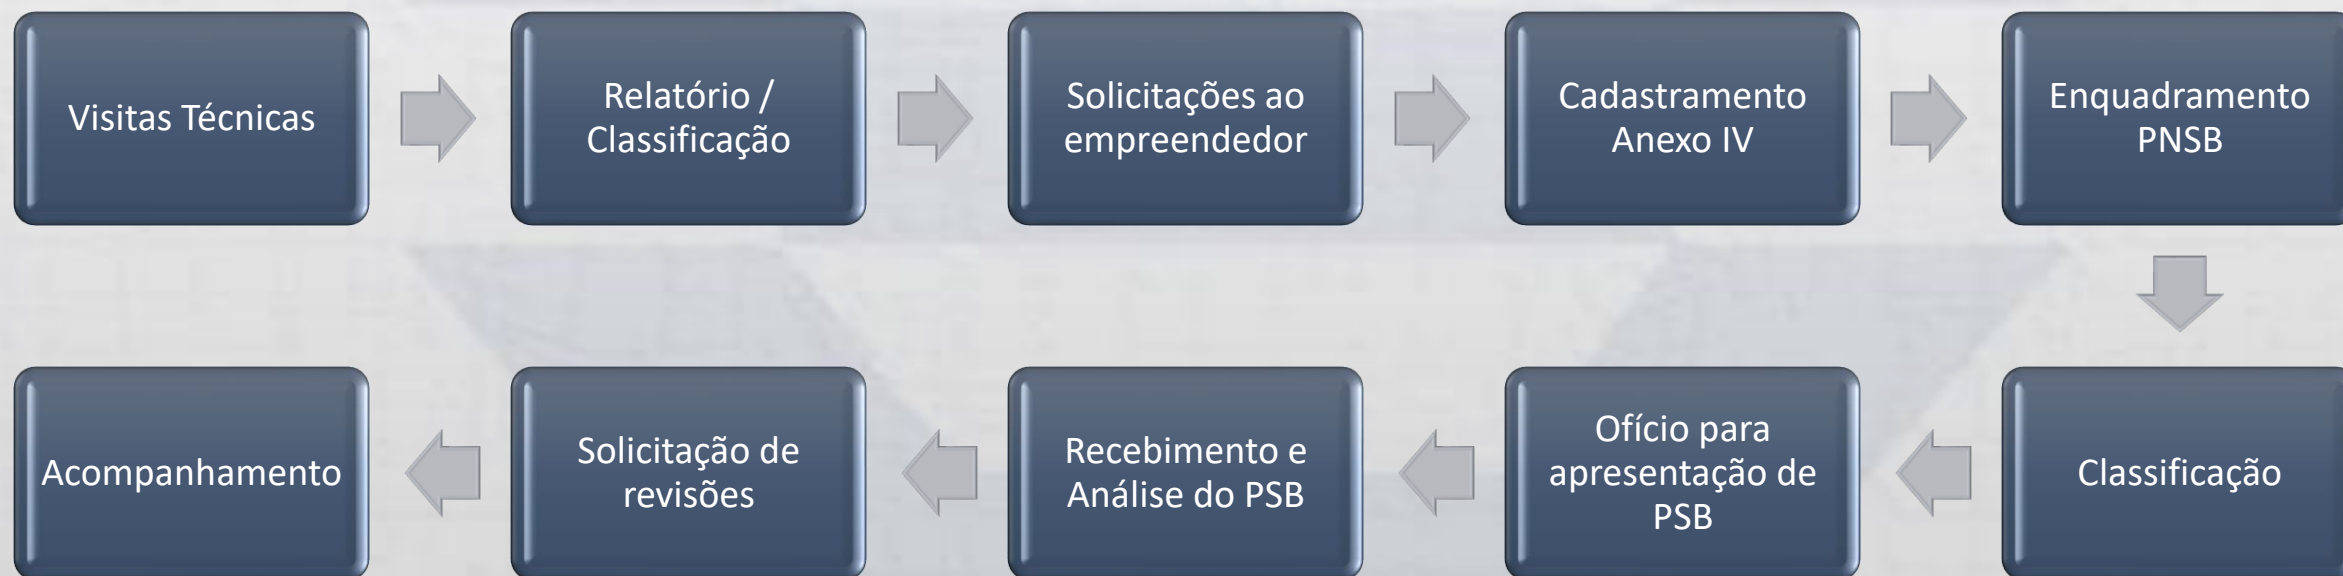 Visitas Técnicas
Relatório /
Classificação
Solicitações ao
empreendedor
Cadastramento
Anexo IV
Enquadramento
PNSB
Classificação
Ofício para
apresentação de
PSB
Recebimento e
Análise do PSB
Solicitação de
revisões
Acompanhamento